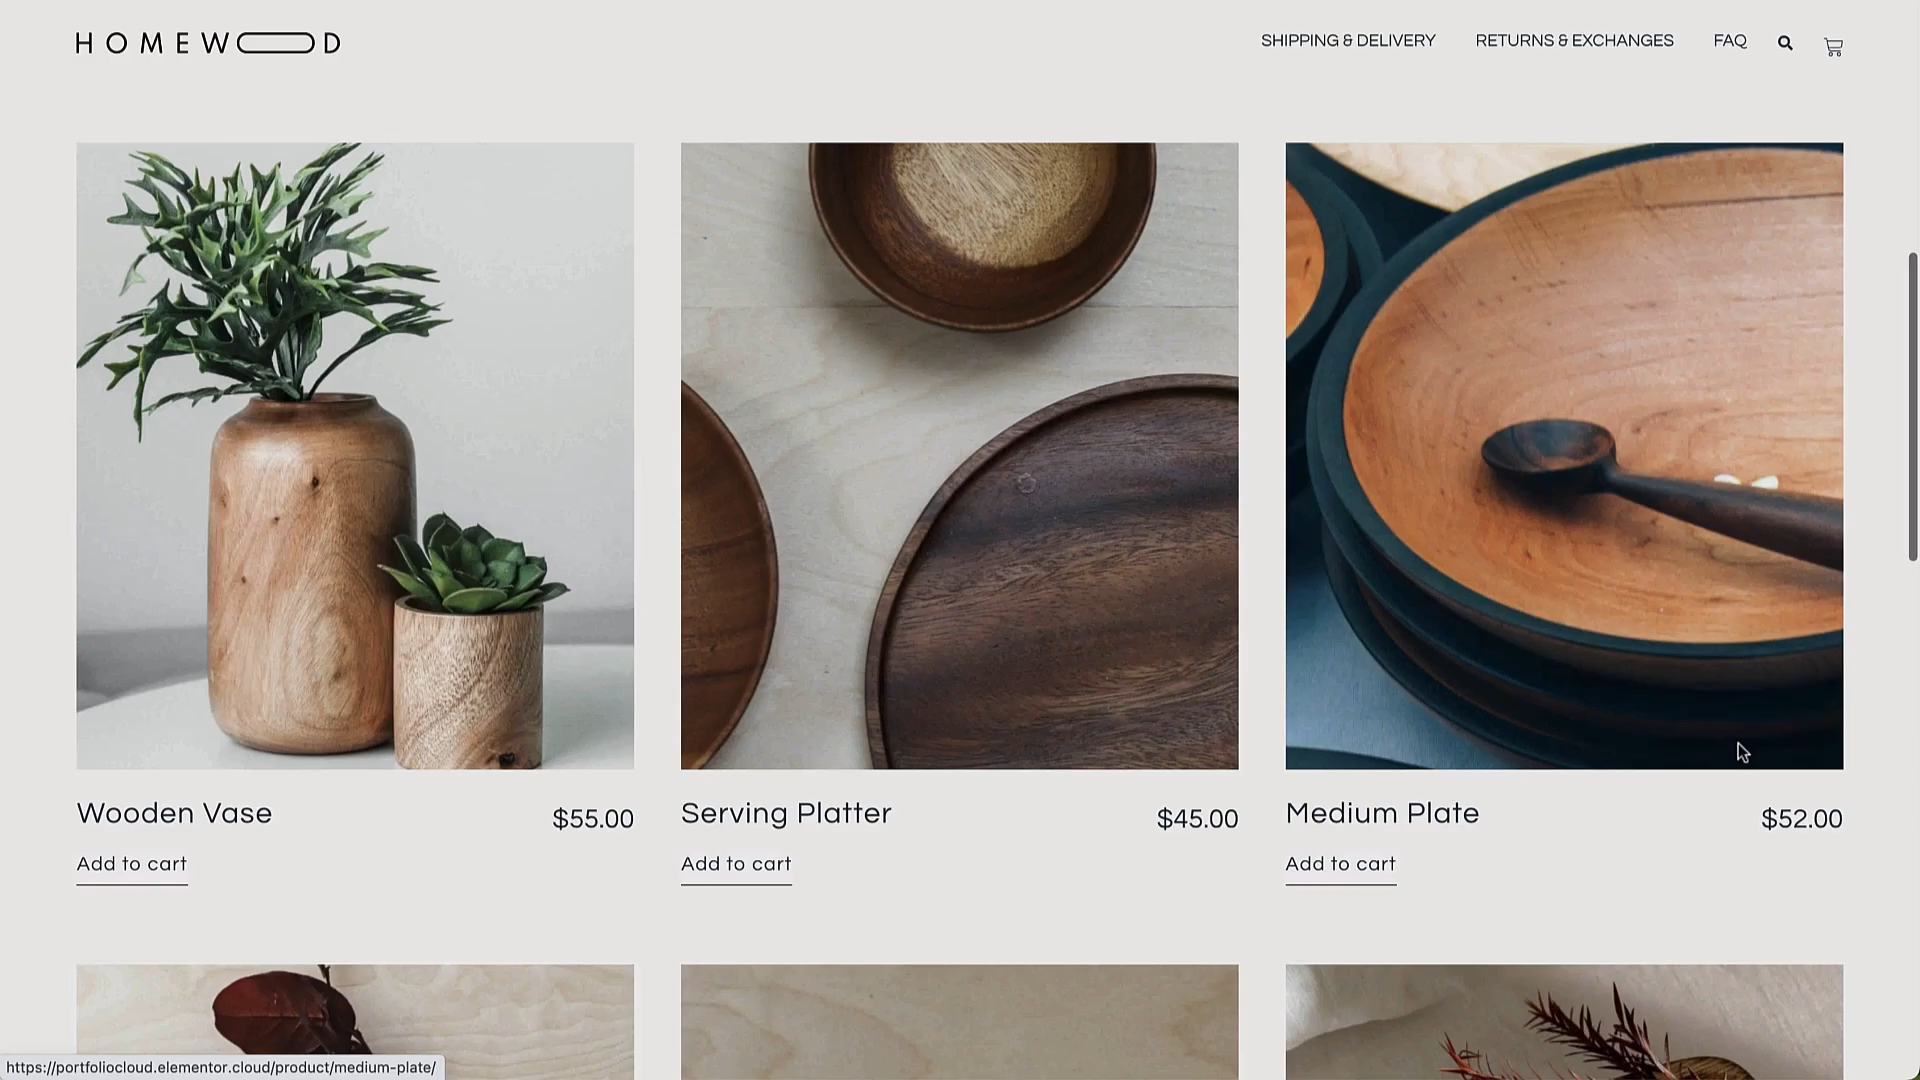 HOMEWOOD
SHIPPING & DELIVERY
RETURNS & EXCHANGES
FAQ
Wooden Vase
$55.00
Add to cart
Serving Platter
$45.00
Add to cart
Medium Plate
$52.00
Add to cart
https://portfoliocloud.elementor.cloud/product/medium-plate/